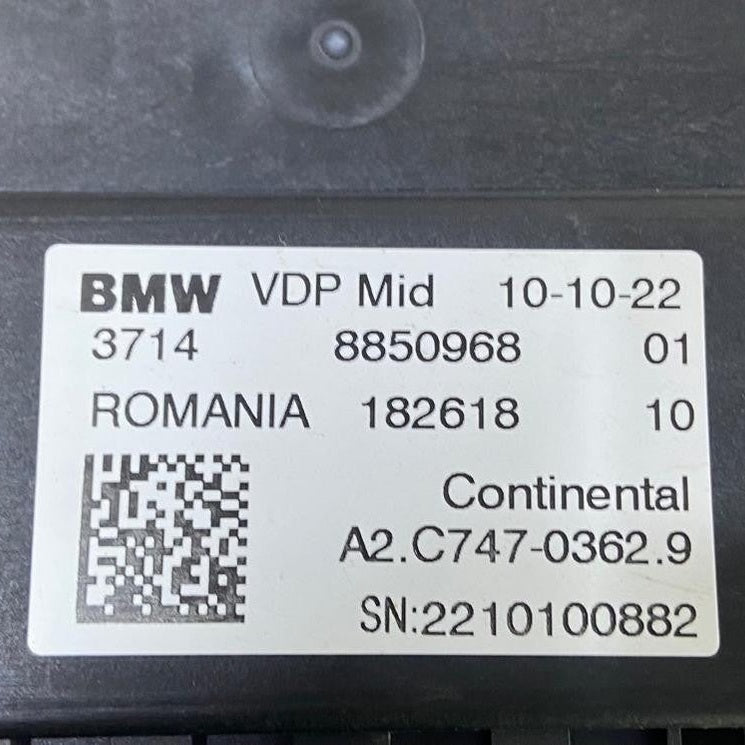 BMW VDP Mid 10-10-22
3714 8850968 01
ROMANIA 182618 10
Continental
A2.C747-0362.9
SN:2210100882